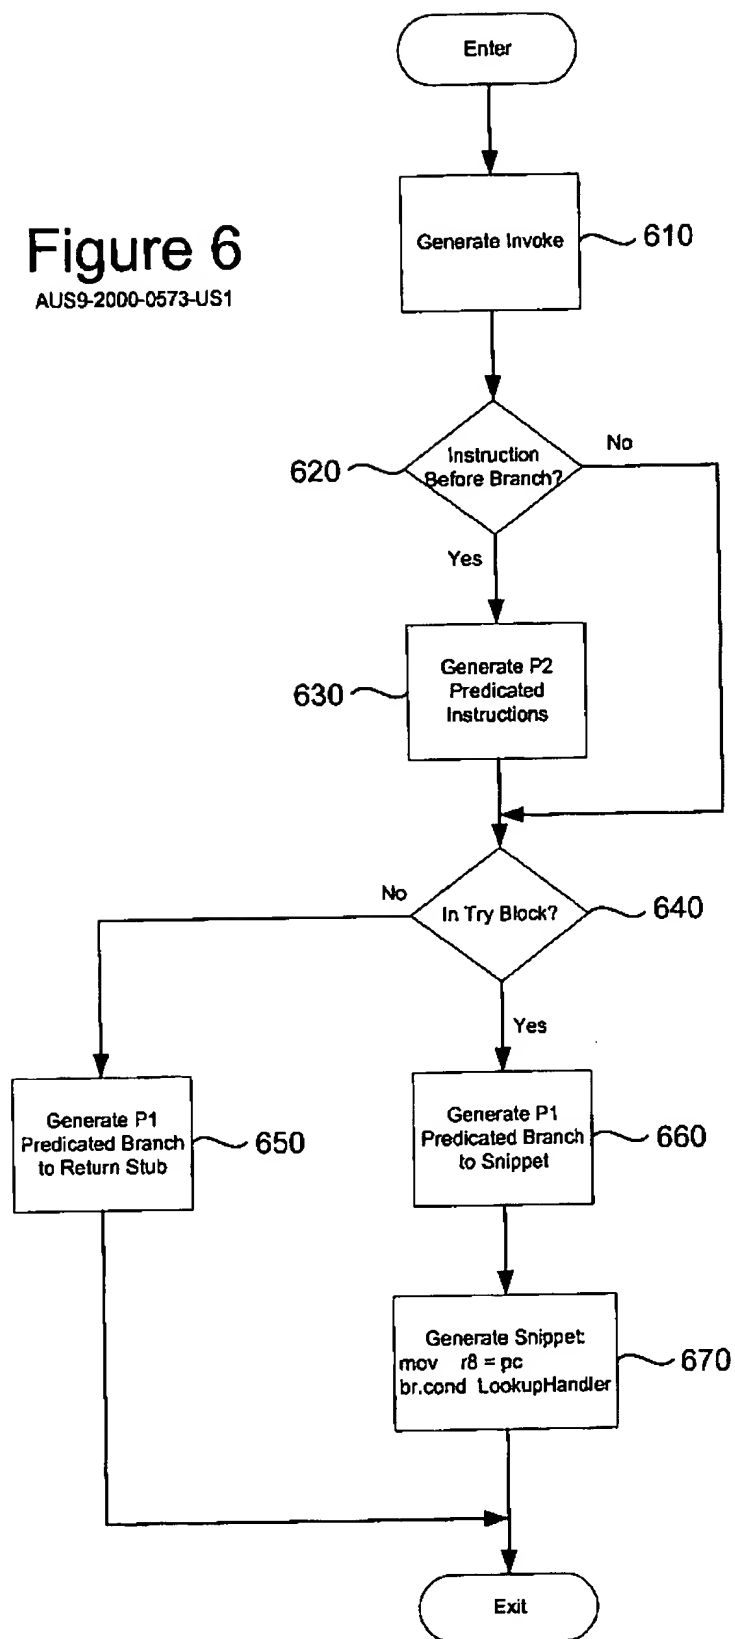 Enter
Generate Invoke
610
Figure 6
AUS9-2000-0573-US1
Instruction
Before Branch?
620
No
Yes
Generate P2
Predicated
Instructions
630
In Try Block?
640
No
Yes
Generate P1
Predicated Branch
to Return Stub
650
Generate P1
Predicated Branch
to Snippet
660
Generate Snippet:
mov r8 = pc
br.cond LookupHandler
670
Exit